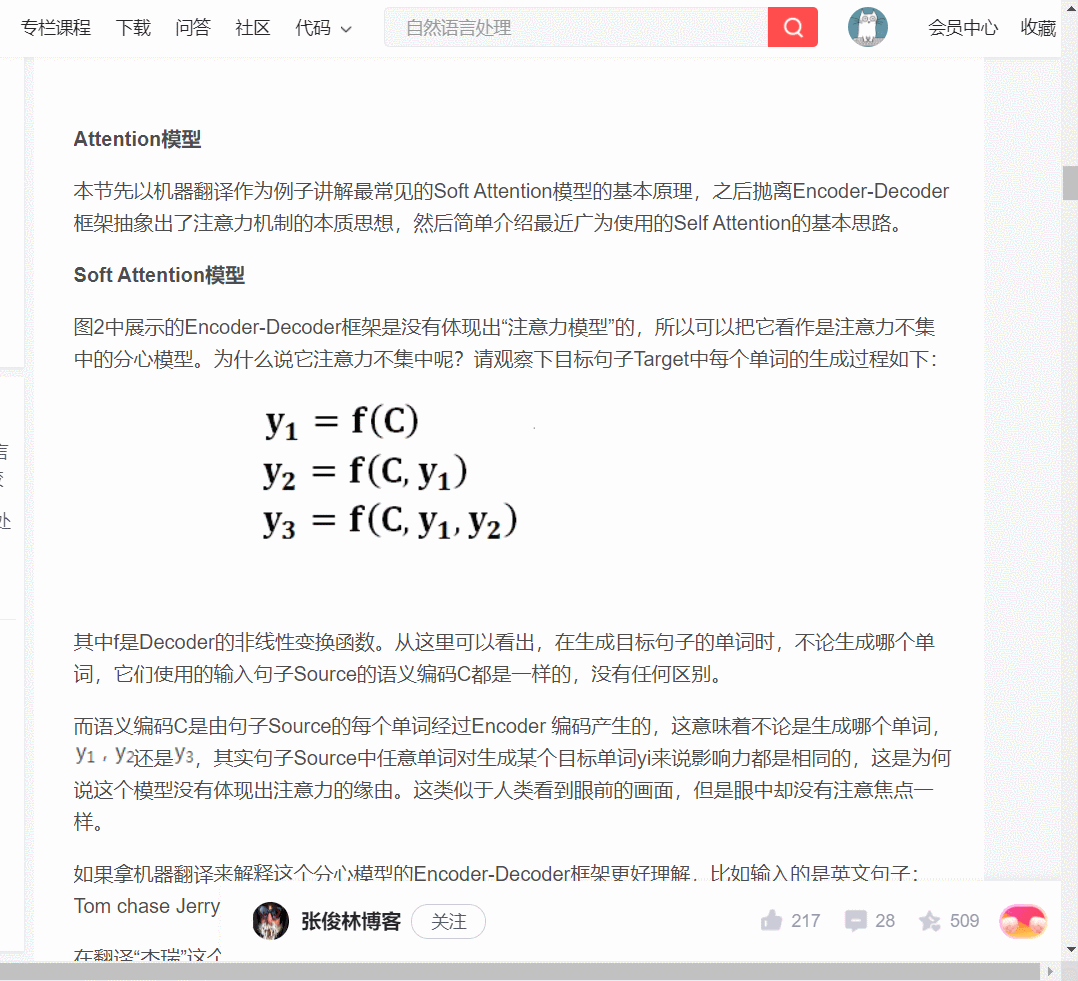 专栏课程 下载 问答 社区 代码 自然语言处理 会员中心 收藏
Attention模型
本节先以机器翻译作为例子讲解最常见的Soft Attention模型的基本原理，之后抛离Encoder-Decoder
框架抽象出了注意力机制的本质思想，然后简单介绍最近广为使用的Self Attention的基本思路。
Soft Attention模型
图2中展示的Encoder-Decoder框架是没有体现出“注意力模型”的，所以可以把它看作是注意力不集
中的分心模型。为什么说它注意力不集中呢？请观察下目标句子Target中每个单词的生成过程如下：
y₁ = f(C)
y₂ = f(C, y₁)
y₃ = f(C, y₁, y₂)
其中f是Decoder的非线性变换函数。从这里可以看出，在生成目标句子的单词时，不论生成哪个单
词，它们使用的输入句子Source的语义编码C都是一样的，没有任何区别。
而语义编码C是由句子Source的每个单词经过Encoder 编码产生的，这意味着不论是生成哪个单词，
y₁，y₂还是y₃，其实句子Source中任意单词对生成某个目标单词yi来说影响力都是相同的，这是为何
说这个模型没有体现出注意力的缘由。这类似于人类看到眼前的画面，但是眼中却没有注意焦点一
样。
如果拿机器翻译来解释这个分心模型的Encoder-Decoder框架更好理解，比如输入的是英文句子：
Tom chase Jerry
张俊林博客 关注 217 28 509
在翻译“杰瑞”这个